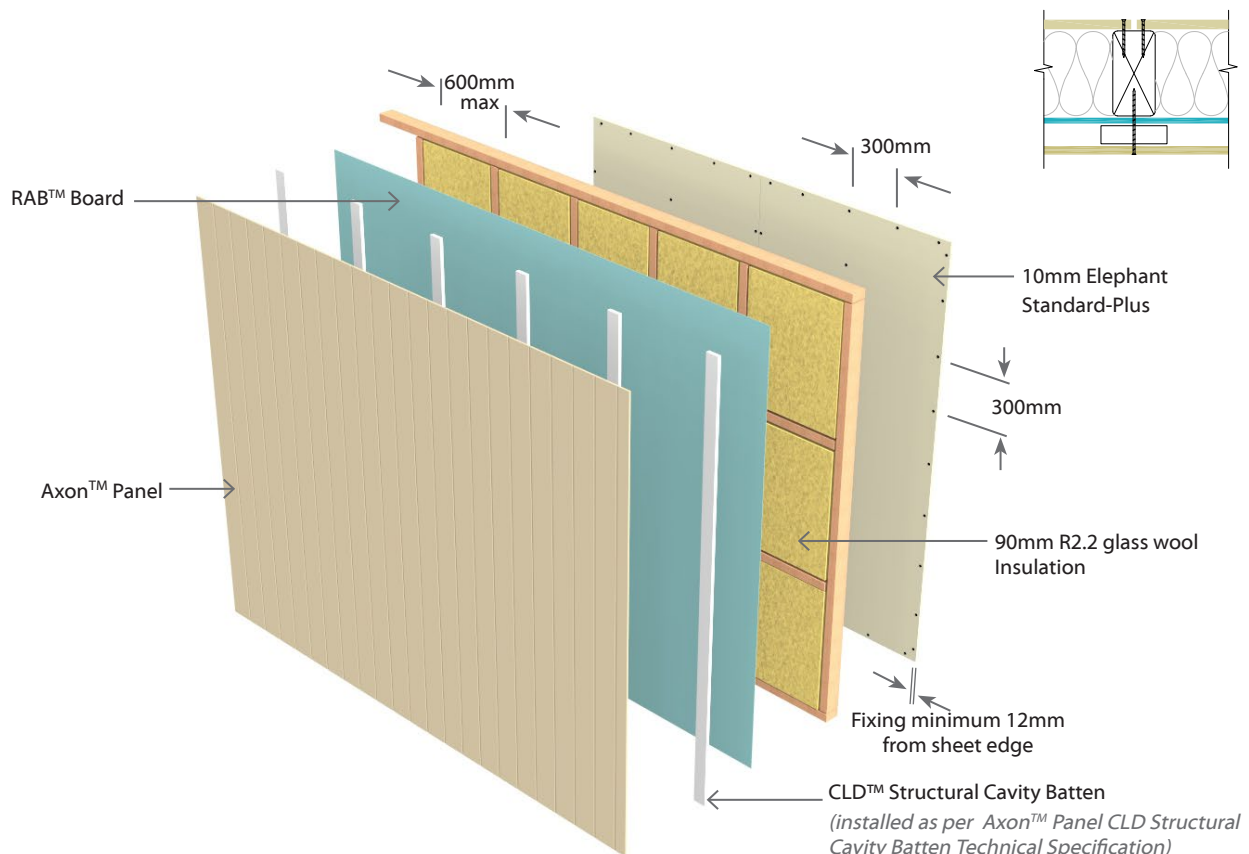 600mm
max
300mm
RAB™ Board
10mm Elephant
Standard-Plus
300mm
Axon™ Panel
90mm R2.2 glass wool
Insulation
Fixing minimum 12mm
from sheet edge
CLD™ Structural Cavity Batten
(installed as per Axon™ Panel CLD Structural
Cavity Batten Technical Specification)